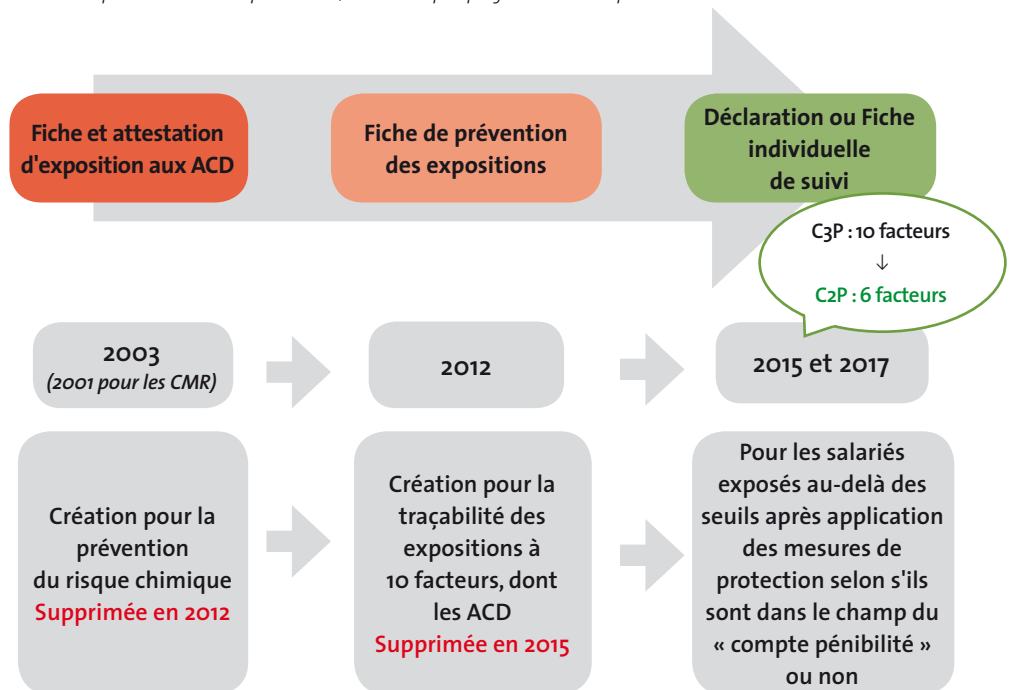 Fiche et attestation
d'exposition aux ACD
Fiche de prévention
des expositions
Déclaration ou Fiche
individuelle
de suivi
C3P : 10 facteurs
↓
C2P : 6 facteurs
2003
(2001 pour les CMR)
2012
2015 et 2017
Création pour la
prévention
du risque chimique
Supprimée en 2012
Création pour la
traçabilité des
expositions à
10 facteurs, dont
les ACD
Supprimée en 2015
Pour les salariés
exposés au-delà des
seuils après application
des mesures de
protection selon s'ils
sont dans le champ du
« compte pénibilité »
ou non